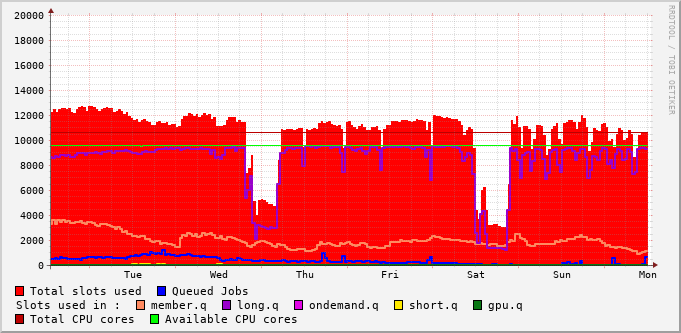 20000
18000
16000
14000
12000
10000
8000
6000
4000
2000
0
Tue Wed Thu Fri Sat Sun Mon
RRDTOOL / TOBI OETIKER
Total slots used Queued Jobs
Slots used in : member.q long.q ondemand.q short.q gpu.q
Total CPU cores Available CPU cores